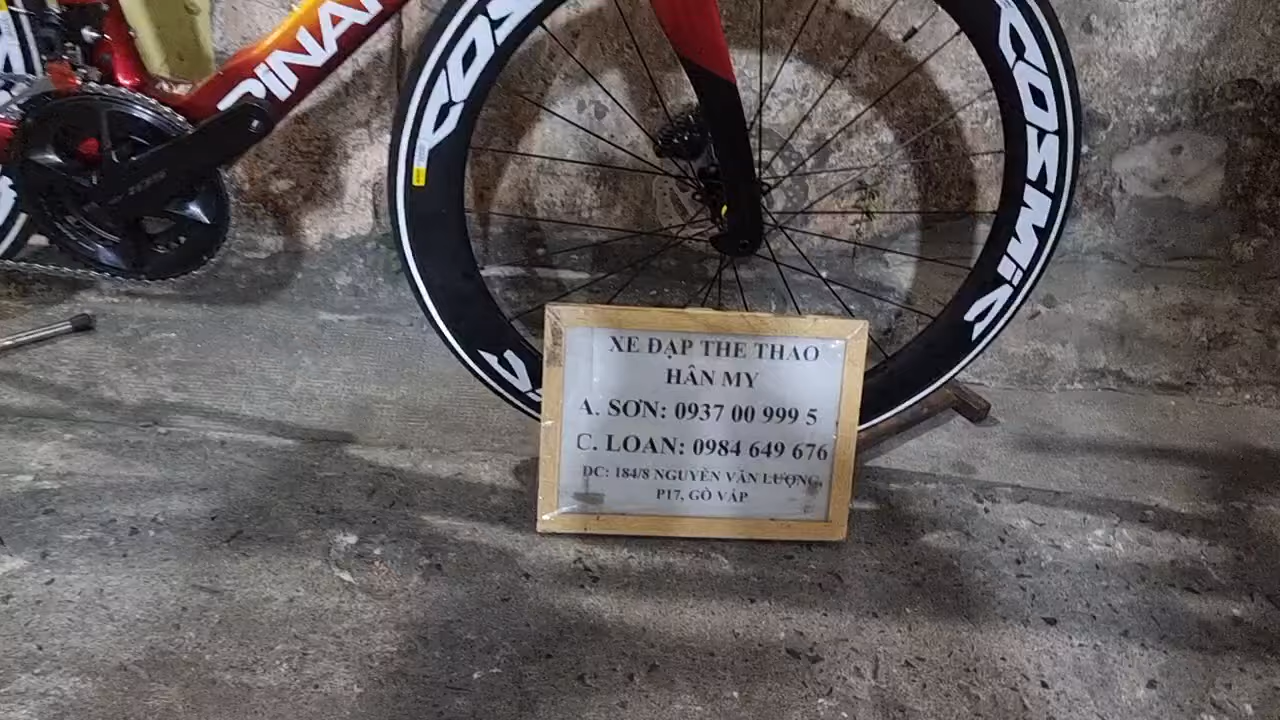 PINAR
COSMIC
COSMIC
XE ĐẠP THE THAO
HÂN MY
A. SƠN: 0937 00 999 5
C. LOAN: 0984 649 676
DC: 184/8 NGUYỄN VĂN LƯỢNG,
P17, GÒ VẤP